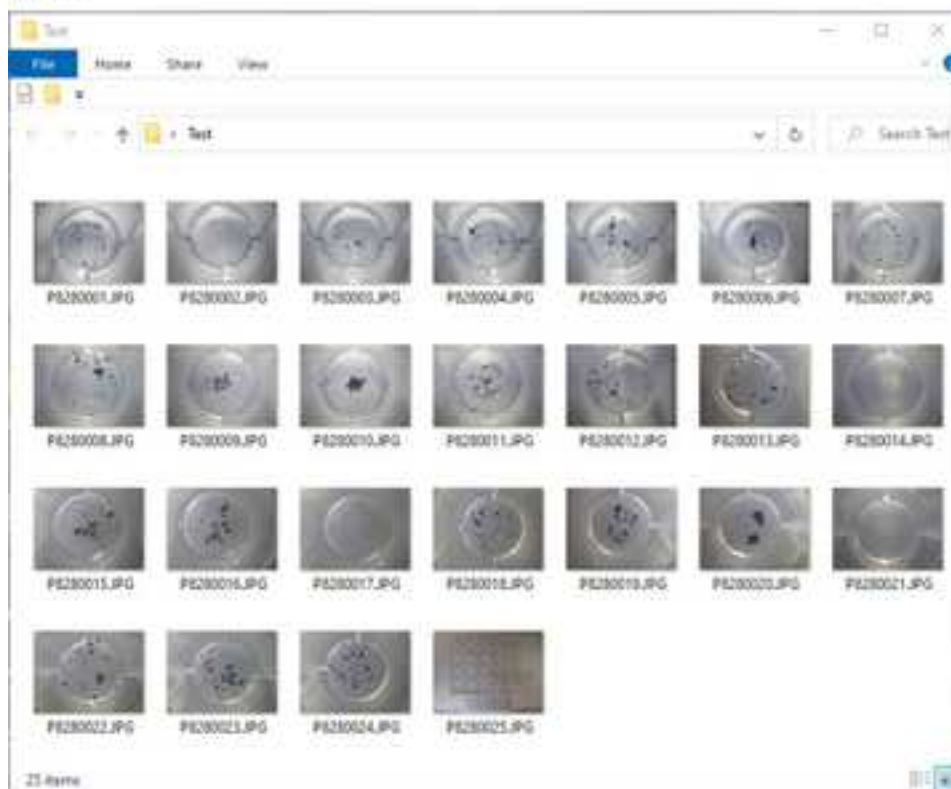 Test
File Home Share View
Test
Search Test
P8280001.JPG P8280002.JPG P8280003.JPG P8280004.JPG P8280005.JPG P8280006.JPG P8280007.JPG
P8280008.JPG P8280009.JPG P8280010.JPG P8280011.JPG P8280012.JPG P8280013.JPG P8280014.JPG
P8280015.JPG P8280016.JPG P8280017.JPG P8280018.JPG P8280019.JPG P8280020.JPG P8280021.JPG
P8280022.JPG P8280023.JPG P8280024.JPG P8280025.JPG
25 items